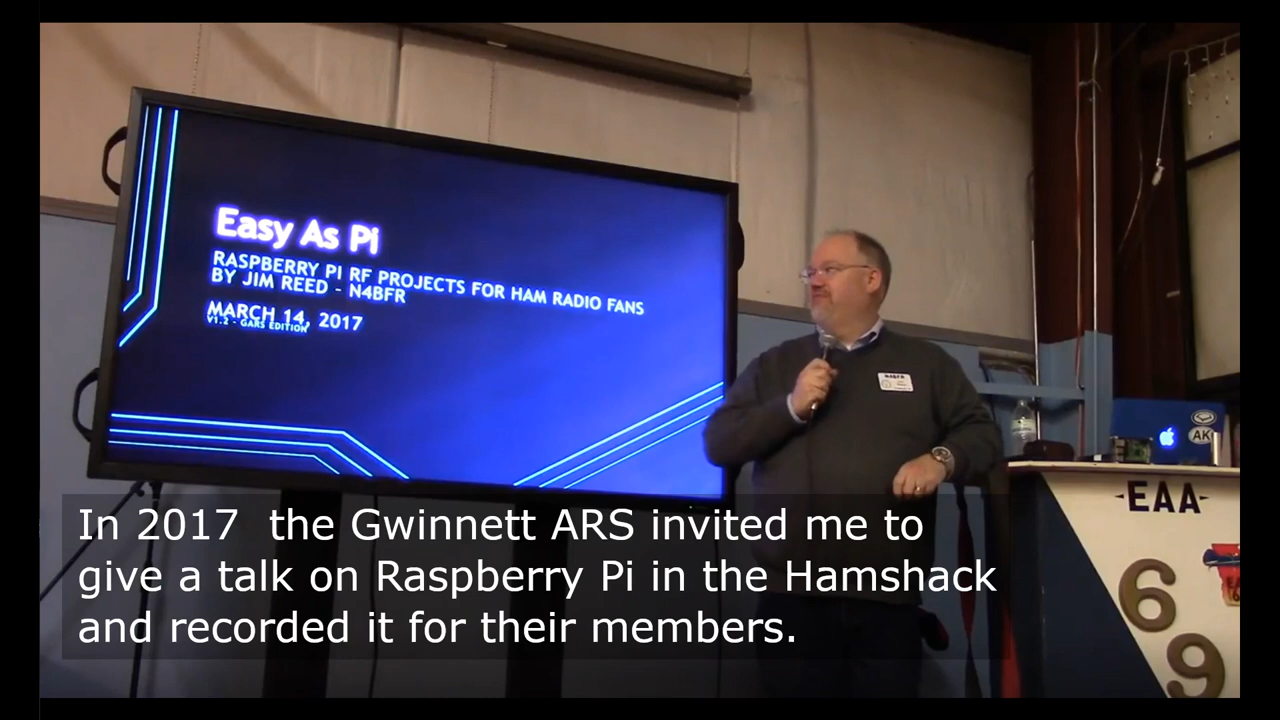 Easy As Pi
RASPBERRY PI RF PROJECTS FOR HAM RADIO FANS
BY JIM REED - N4BFR
MARCH 14, 2017
V1.2 - GARS EDITION
N4BFR
AK
-EAA-
6
9
In 2017  the Gwinnett ARS invited me to
give a talk on Raspberry Pi in the Hamshack
and recorded it for their members.